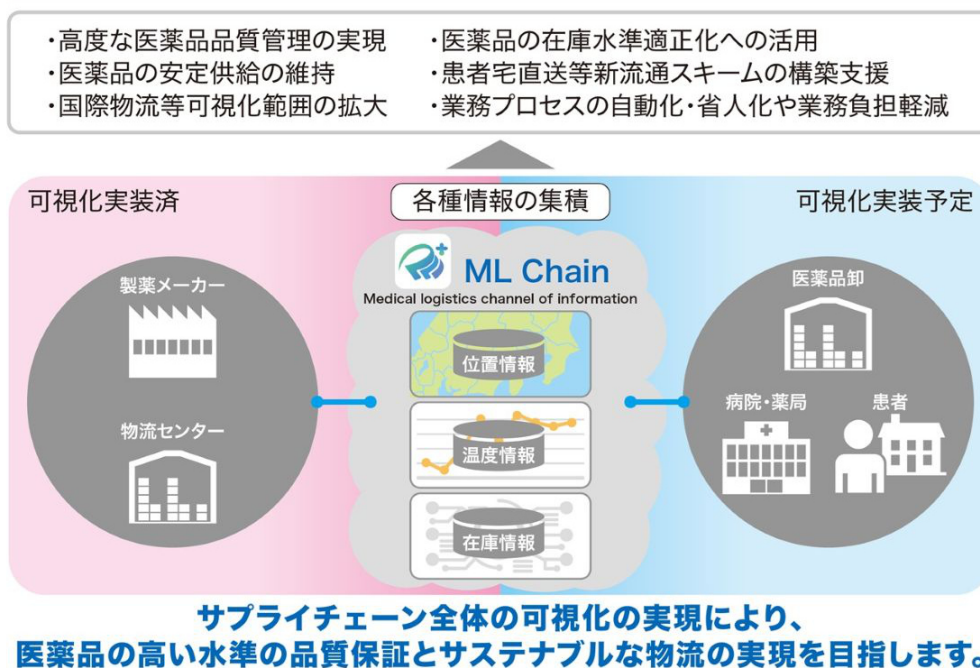 ・高度な医薬品品質管理の実現
・医薬品の安定供給の維持
・国際物流等可視化範囲の拡大
・医薬品の在庫水準適正化への活用
・患者宅直送等新流通スキームの構築支援
・業務プロセスの自動化・省人化や業務負担軽減
可視化実装済
各種情報の集積
可視化実装予定
ML Chain
Medical logistics channel of information
製薬メーカー
物流センター
位置情報
温度情報
在庫情報
医薬品卸
病院・薬局
患者
サプライチェーン全体の可視化の実現により、
医薬品の高い水準の品質保証とサステナブルな物流の実現を目指します